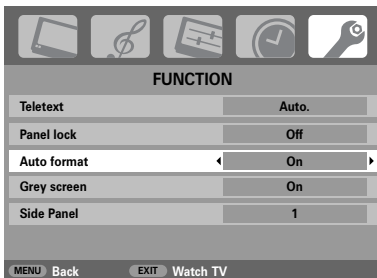 FUNCTION
Teletext Auto.
Panel lock Off
Auto format On
Grey screen On
Side Panel 1
MENU Back EXIT Watch TV